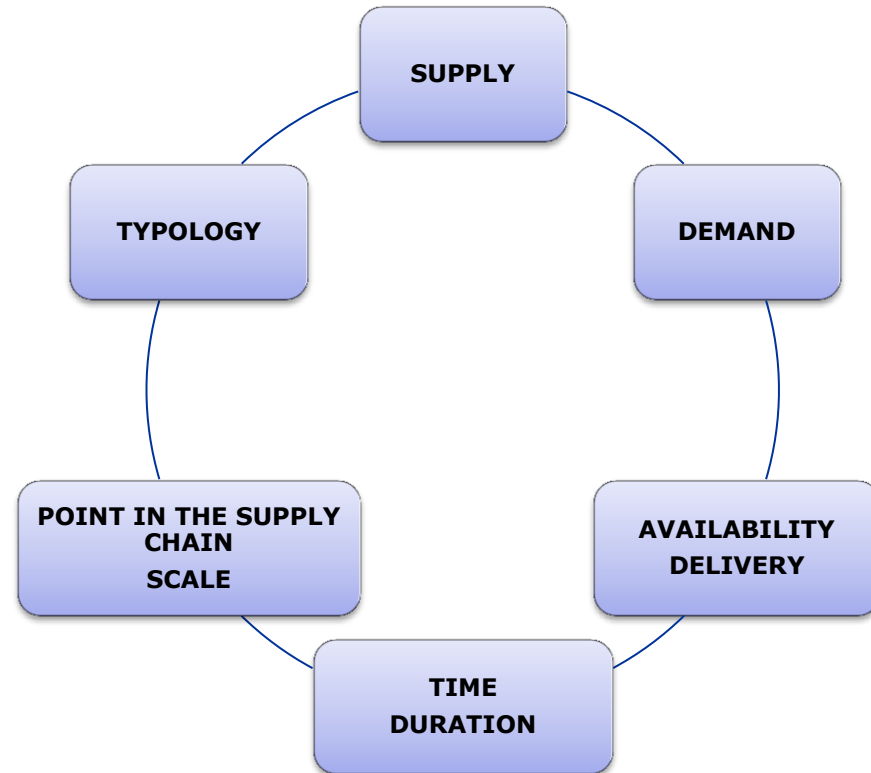 SUPPLY
TYPOLOGY
DEMAND
POINT IN THE SUPPLY
CHAIN
SCALE
AVAILABILITY
DELIVERY
TIME
DURATION